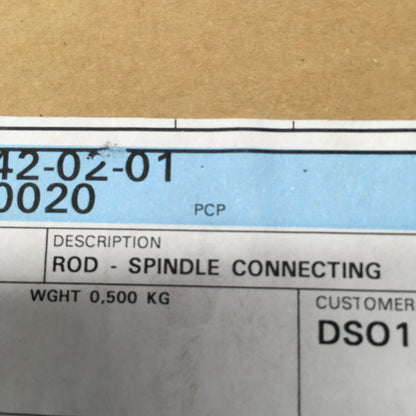 42-02-01
0020
PCP
DESCRIPTION
ROD - SPINDLE CONNECTING
WGHT 0,500 KG
CUSTOMER
DSO1